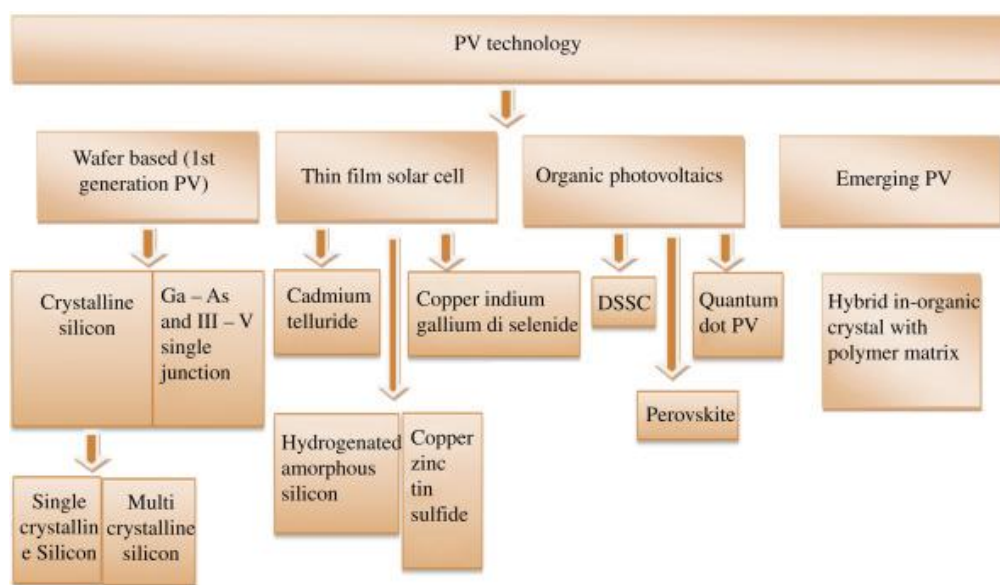 PV technology
Wafer based (1st
generation PV)
Thin film solar cell
Organic photovoltaics
Emerging PV
Crystalline
silicon
Ga – As
and III – V
single
junction
Cadmium
telluride
Copper indium
gallium di selenide
DSSC
Quantum
dot PV
Hybrid in-organic
crystal with
polymer matrix
Hydrogenated
amorphous
silicon
Copper
zinc
tin
sulfide
Perovskite
Single
crystallin
e Silicon
Multi
crystalline
silicon